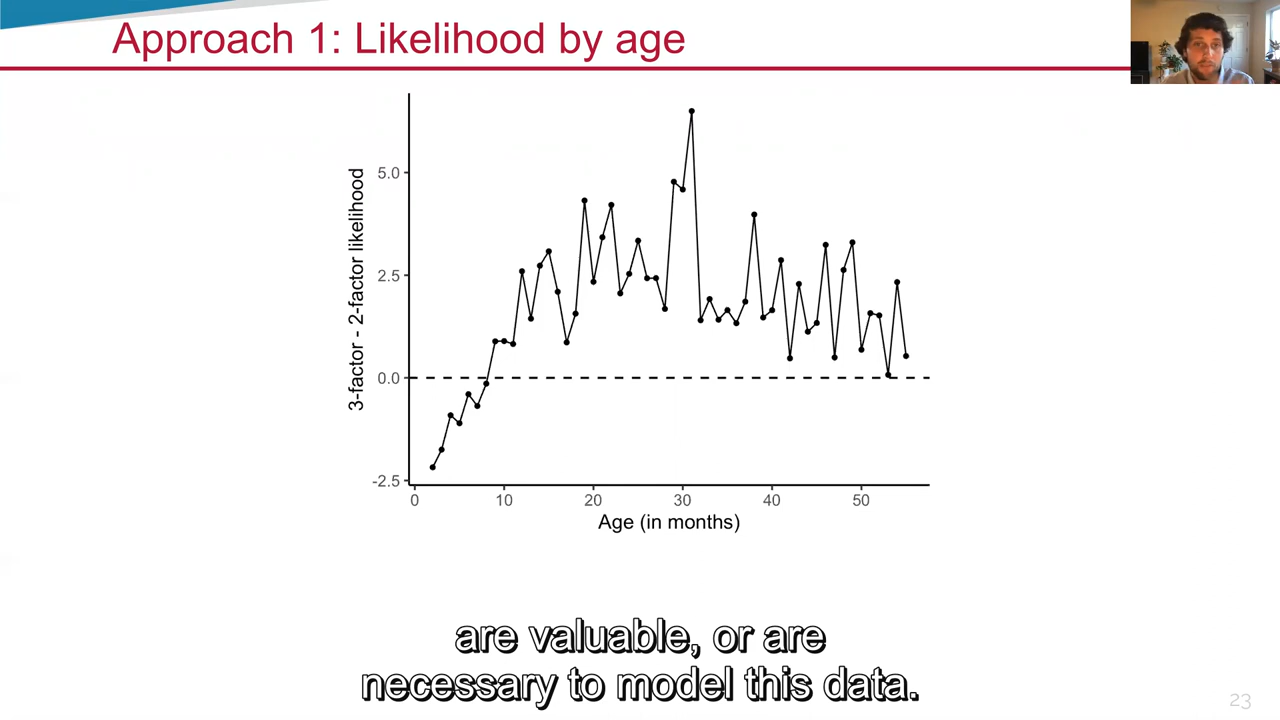 Approach 1: Likelihood by age
3-factor - 2-factor likelihood
5.0
2.5
0.0
-2.5
0 10 20 30 40 50
Age (in months)
are valuable, or are
necessary to model this data.
23